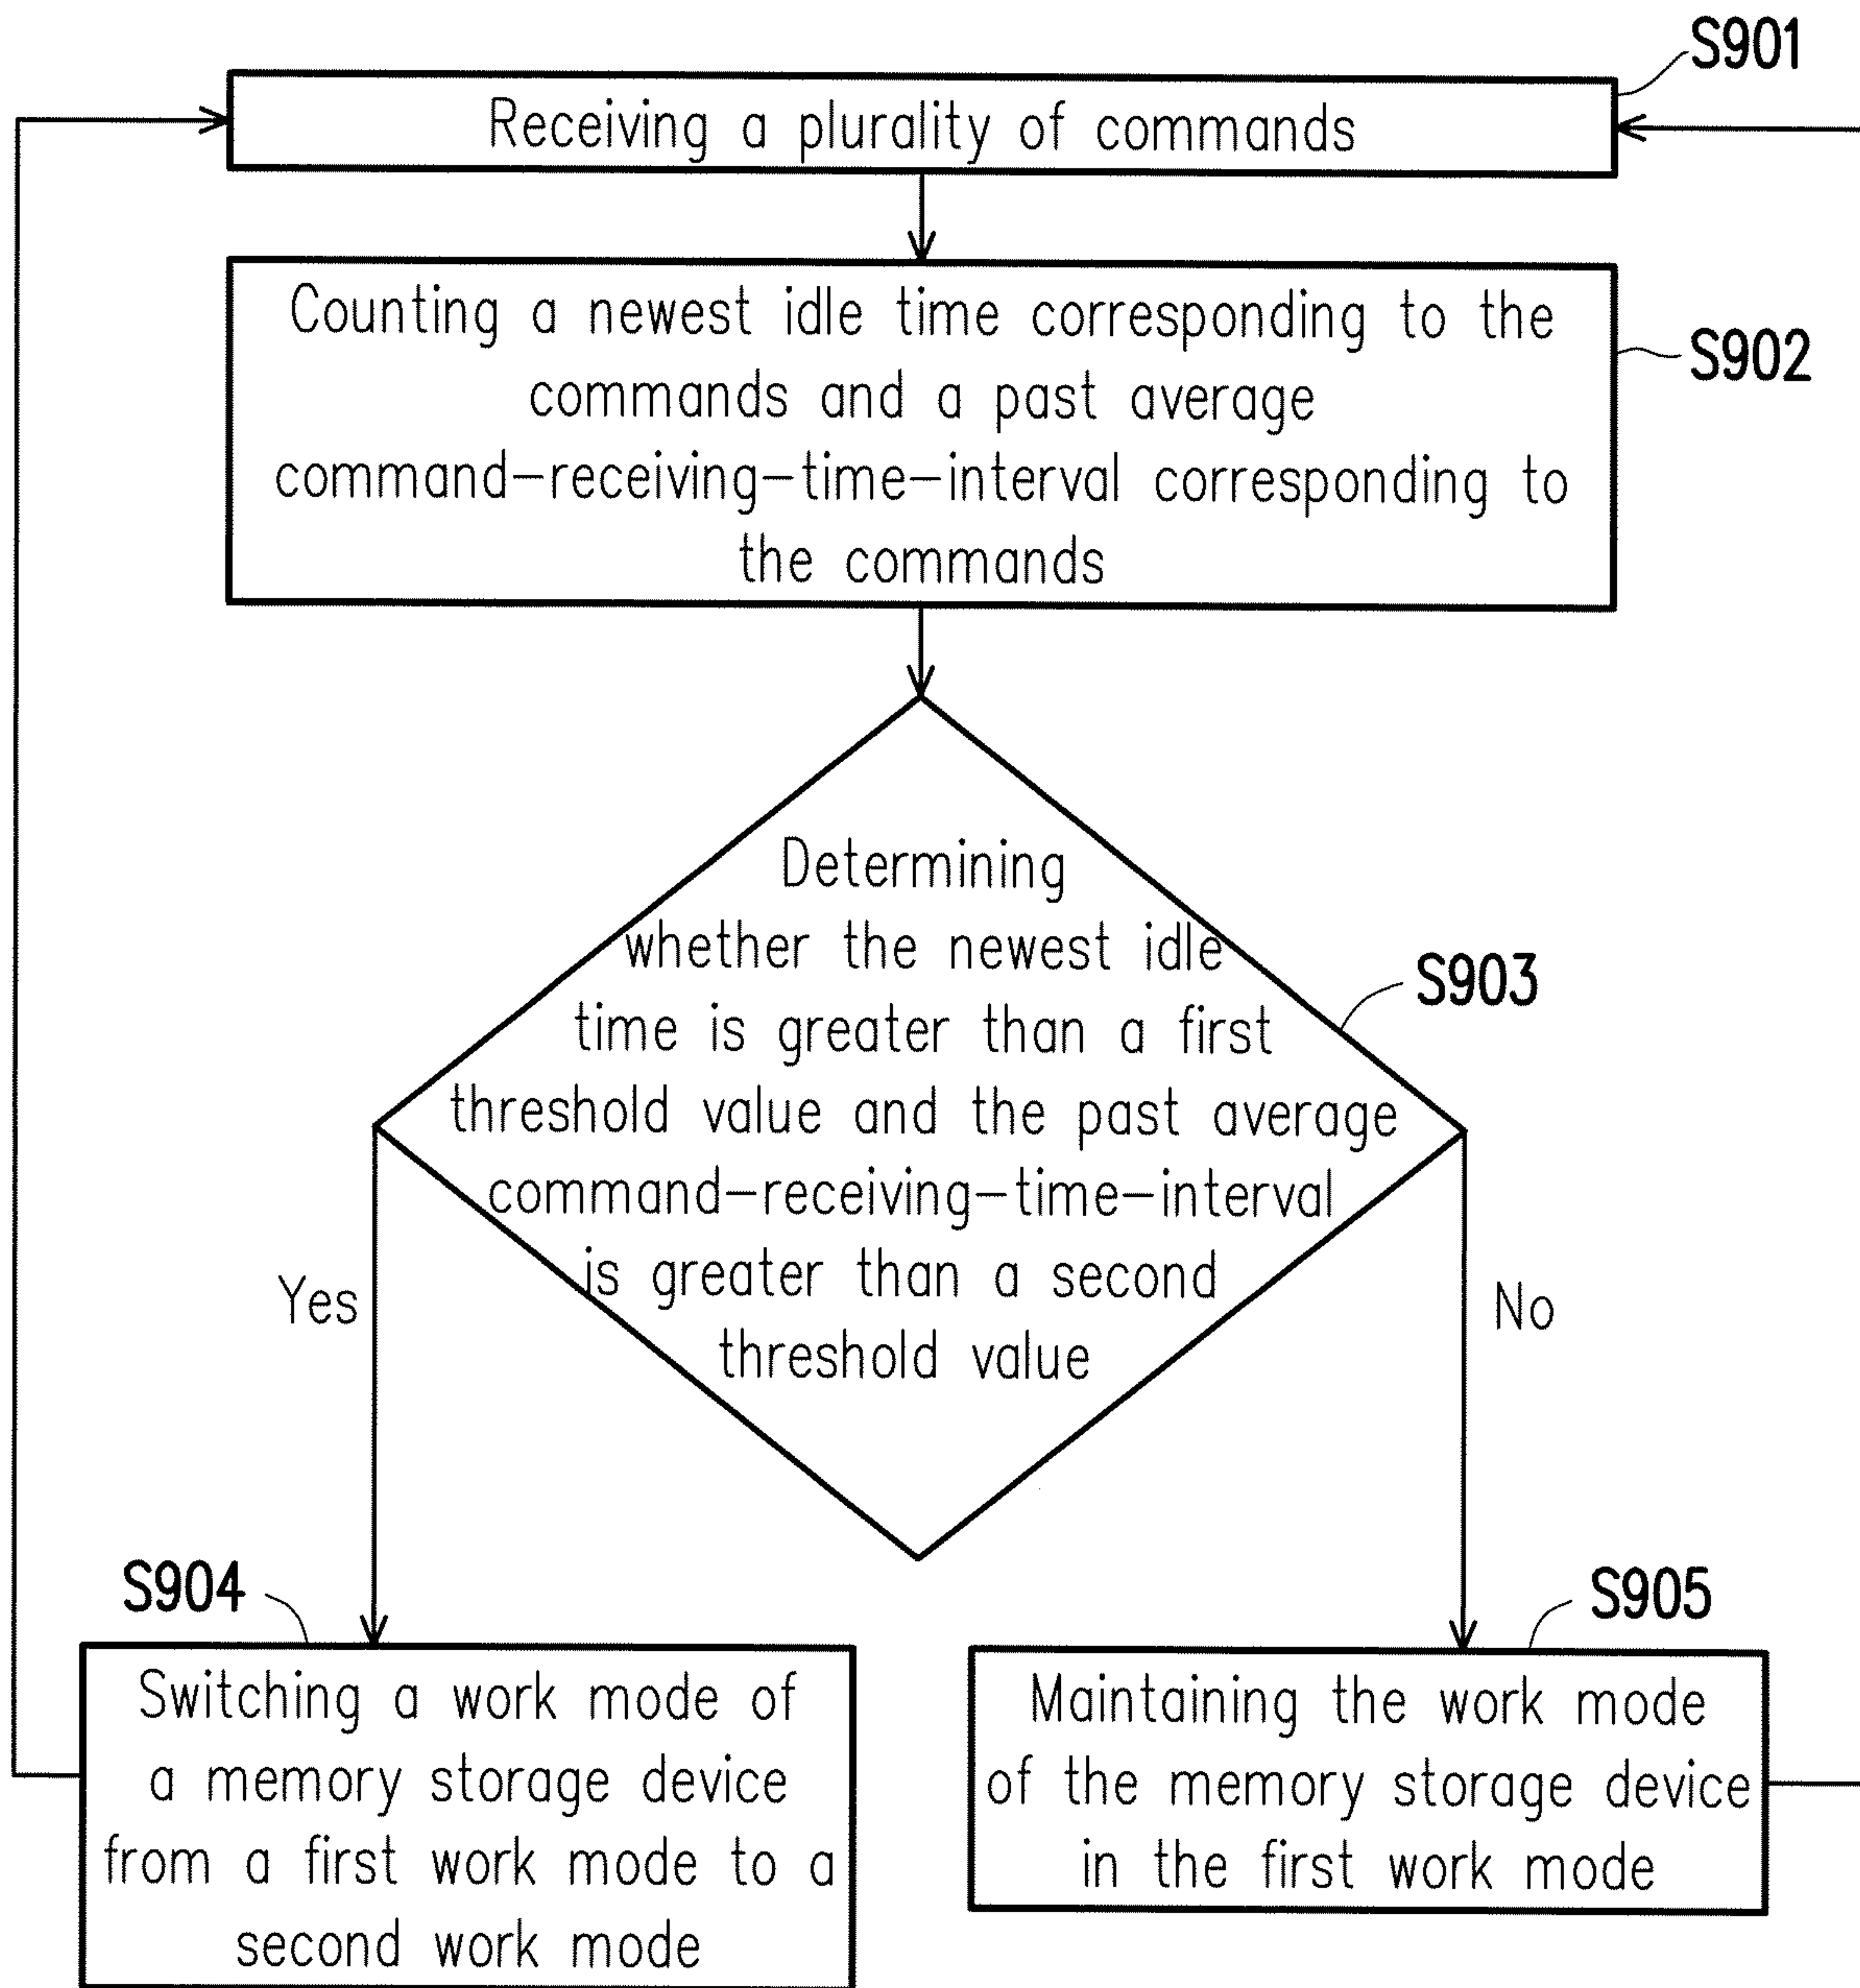 S901
Receiving a plurality of commands
Counting a newest idle time corresponding to the
commands and a past average
command-receiving-time-interval corresponding to
the commands
S902
Determining
whether the newest idle
time is greater than a first
threshold value and the past average
command-receiving-time-interval
is greater than a second
threshold value
S903
Yes
No
S904
Switching a work mode of
a memory storage device
from a first work mode to a
second work mode
S905
Maintaining the work mode
of the memory storage device
in the first work mode